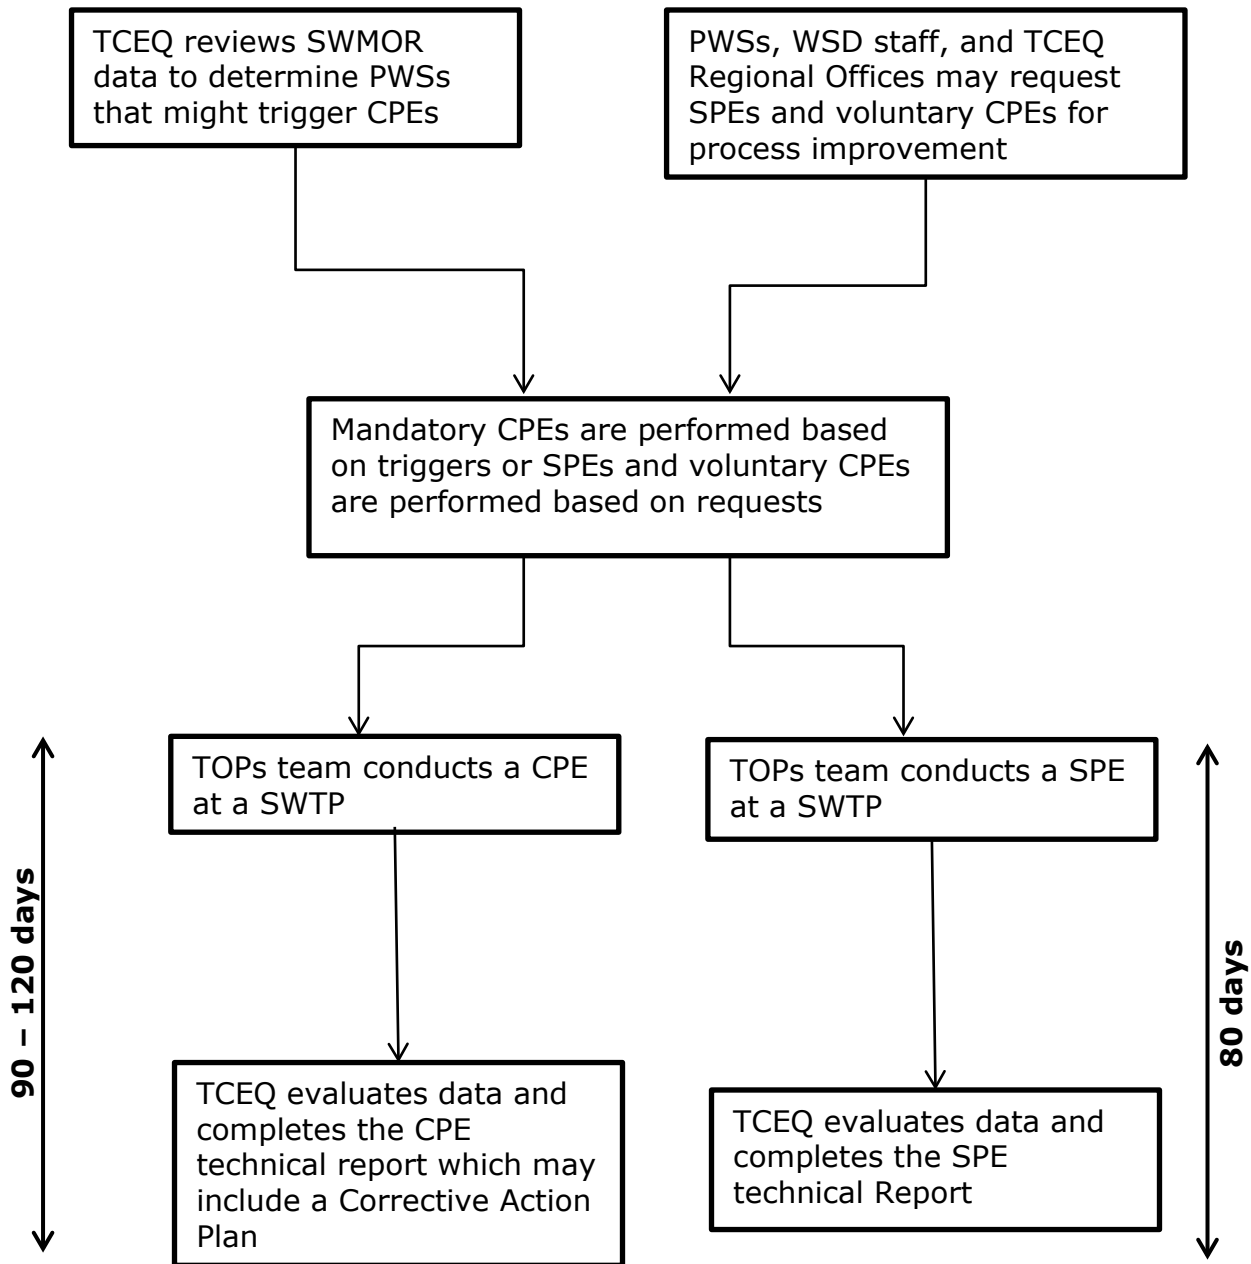 TCEQ reviews SWMOR
data to determine PWSs
that might trigger CPEs
PWSs, WSD staff, and TCEQ
Regional Offices may request
SPEs and voluntary CPEs for
process improvement
Mandatory CPEs are performed based
on triggers or SPEs and voluntary CPEs
are performed based on requests
TOPs team conducts a CPE
at a SWTP
TOPs team conducts a SPE
at a SWTP
90 – 120 days
80 days
TCEQ evaluates data and
completes the CPE
technical report which may
include a Corrective Action
Plan
TCEQ evaluates data and
completes the SPE
technical Report